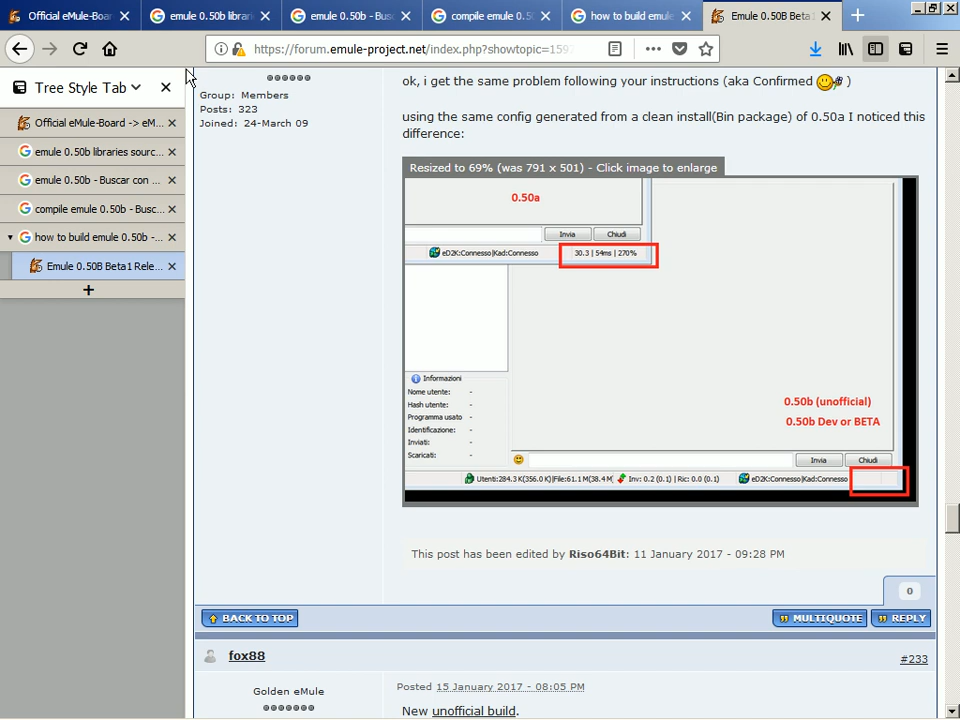 Official eMule-Board
emule 0.50b librari
emule 0.50b - Bus
compile emule 0.50
how to build emule
Emule 0.50B Beta1
https://forum.emule-project.net/index.php?showtopic=159
Tree Style Tab
Official eMule-Board -> eM...
emule 0.50b libraries sourc...
emule 0.50b - Buscar con ...
compile emule 0.50b - Busc...
how to build emule 0.50b -...
Emule 0.50B Beta1 Rele...
Group: Members
Posts: 323
Joined: 24-March 09
ok, i get the same problem following your instructions (aka Confirmed )
using the same config generated from a clean install(Bin package) of 0.50a I noticed this
difference:
Resized to 69% (was 791 x 501) - Click image to enlarge
0.50a
Invia Chiudi
eD2K:Connesso|Kad:Connesso 30.3 | 54ms | 270%
Informazioni
Nome utente: -
Hash utente: -
Programma usato -
Identificazione: -
Inviati: -
Scaricati: -
0.50b (unofficial)
0.50b Dev or BETA
Invia Chiudi
Utenti:284.3 K(356.0 K)|File:61.1 M(38.4 M) Inv: 0.2 (0.1) | Ric: 0.0 (0.1) eD2K:Connesso|Kad:Connesso
This post has been edited by Riso64Bit: 11 January 2017 - 09:28 PM
0
BACK TO TOP
MULTIQUOTE
REPLY
fox88
#233
Golden eMule
Posted 15 January 2017 - 08:05 PM
New unofficial build.